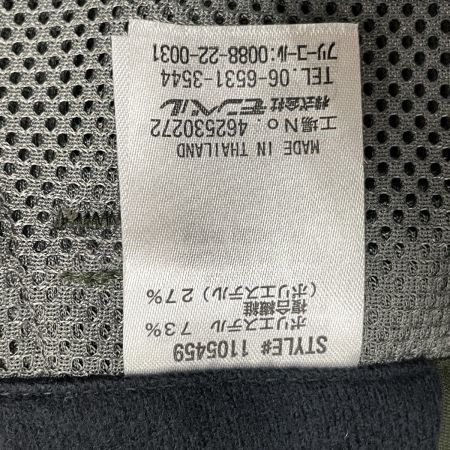 STYLE# 1105459
ポリエステル 73%
複合繊維
(ポリエステル) 27%
MADE IN THAILAND
工場No: 462530272
株式会社モンベル
TEL. 06-6531-3544
フリーコール: 0088-22-0031